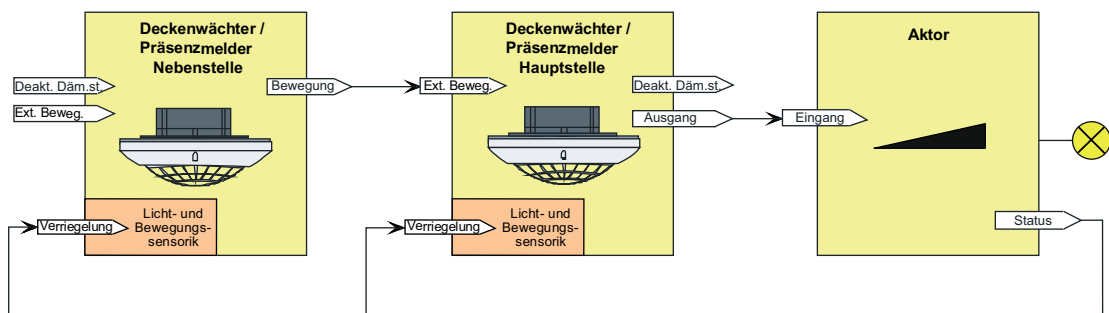 Deckenwächter /
Präsenzmelder
Nebenstelle
Deakt. Däm.st.
Ext. Beweg.
Bewegung
Verriegelung
Licht- und
Bewegungs-
sensorik
Deckenwächter /
Präsenzmelder
Hauptstelle
Ext. Beweg.
Deakt. Däm.st.
Ausgang
Verriegelung
Licht- und
Bewegungs-
sensorik
Aktor
Eingang
Status